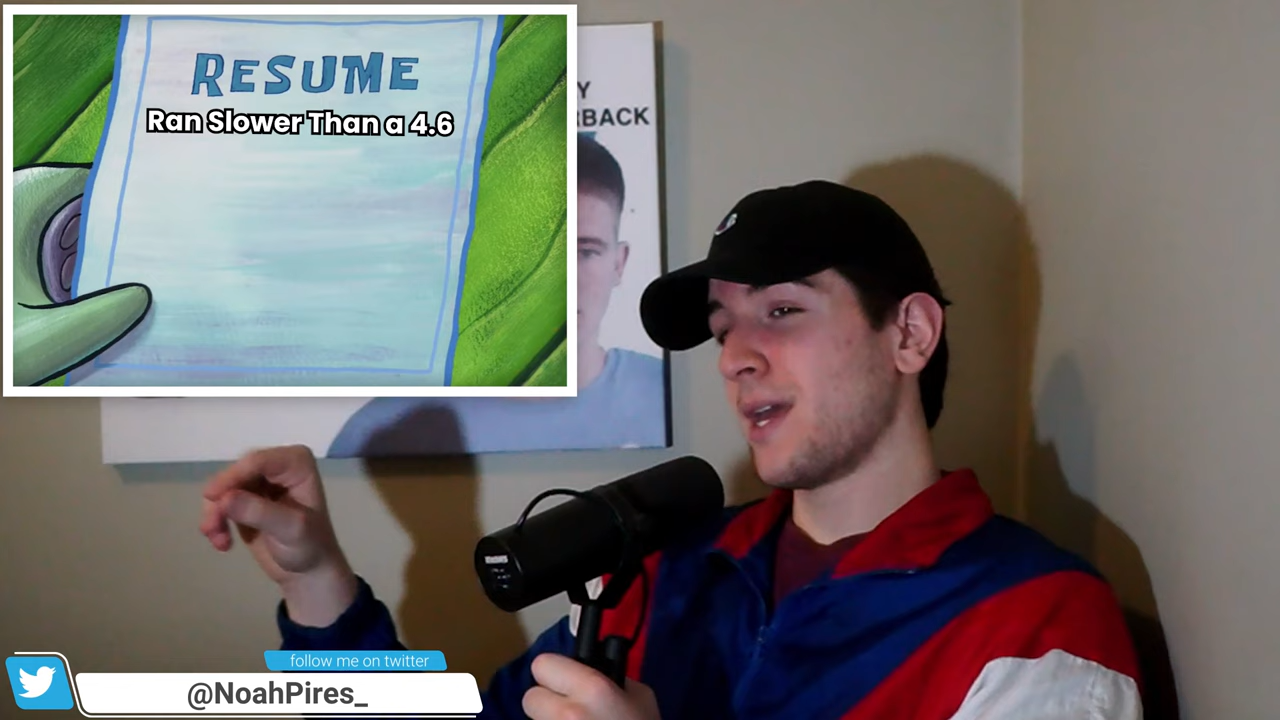 RESUME
Ran Slower Than a 4.6
Y
RBACK
follow me on twitter
@NoahPires_